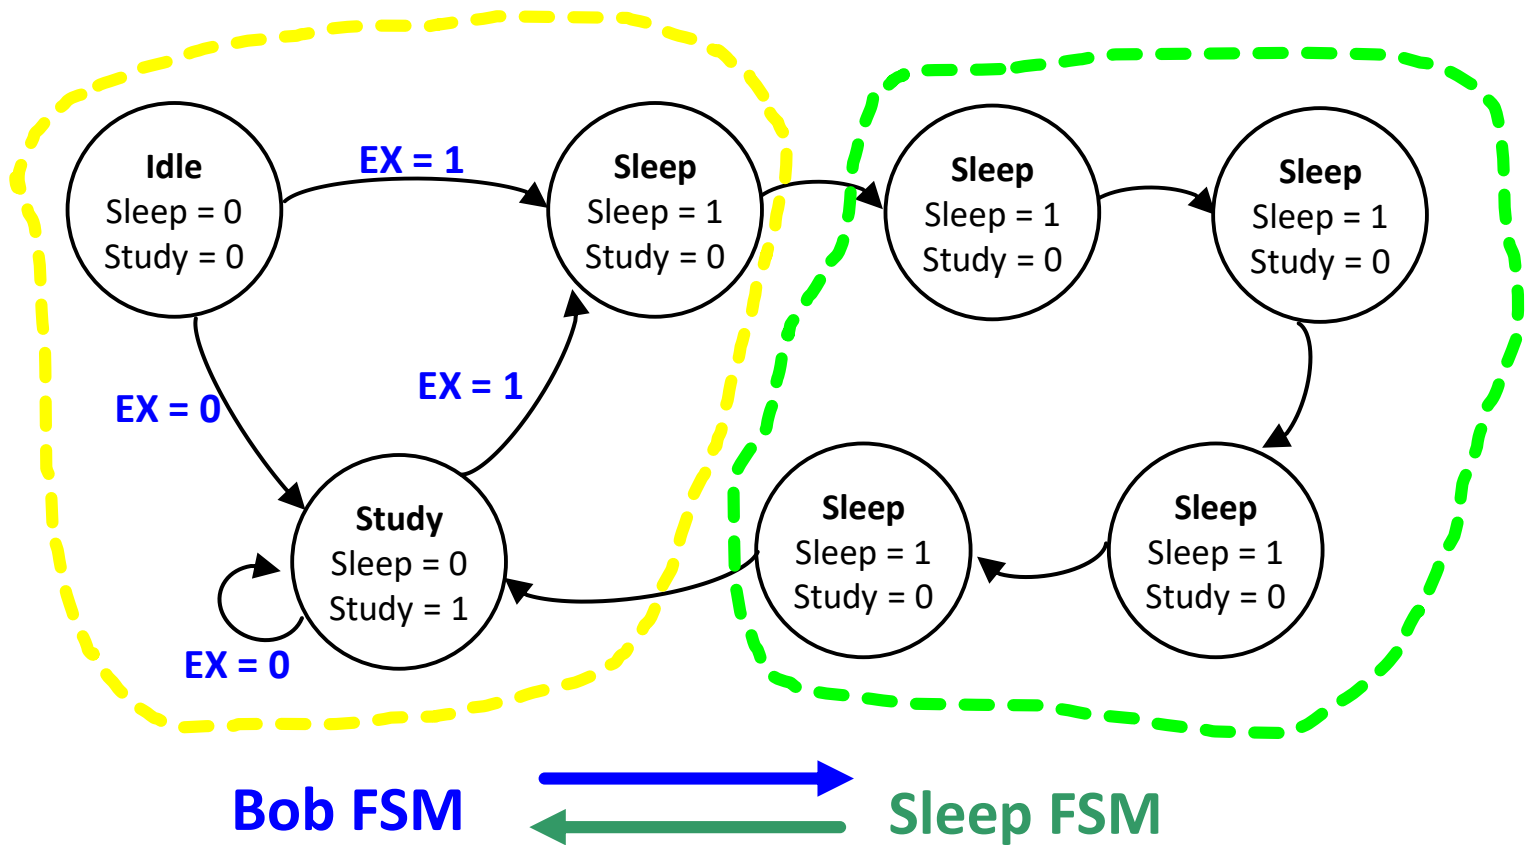 Idle
Sleep = 0
Study = 0
EX = 1
Sleep
Sleep = 1
Study = 0
Sleep
Sleep = 1
Study = 0
Sleep
Sleep = 1
Study = 0
EX = 0
EX = 1
Study
Sleep = 0
Study = 1
EX = 0
Sleep
Sleep = 1
Study = 0
Sleep
Sleep = 1
Study = 0
Bob FSM
Sleep FSM